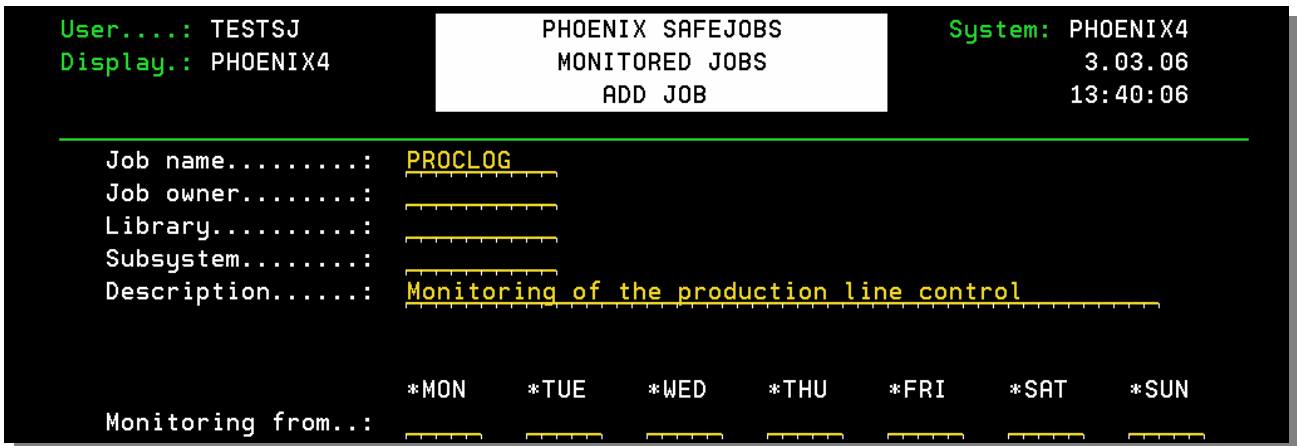 User....: TESTSJ PHOENIX SAFEJOBS System: PHOENIX4
Display.: PHOENIX4 MONITORED JOBS 3.03.06
ADD JOB 13:40:06
Job name.........: PROCLOG
Job owner........:
Library..........:
Subsystem........:
Description......: Monitoring of the production line control
*MON *TUE *WED *THU *FRI *SAT *SUN
Monitoring from..: